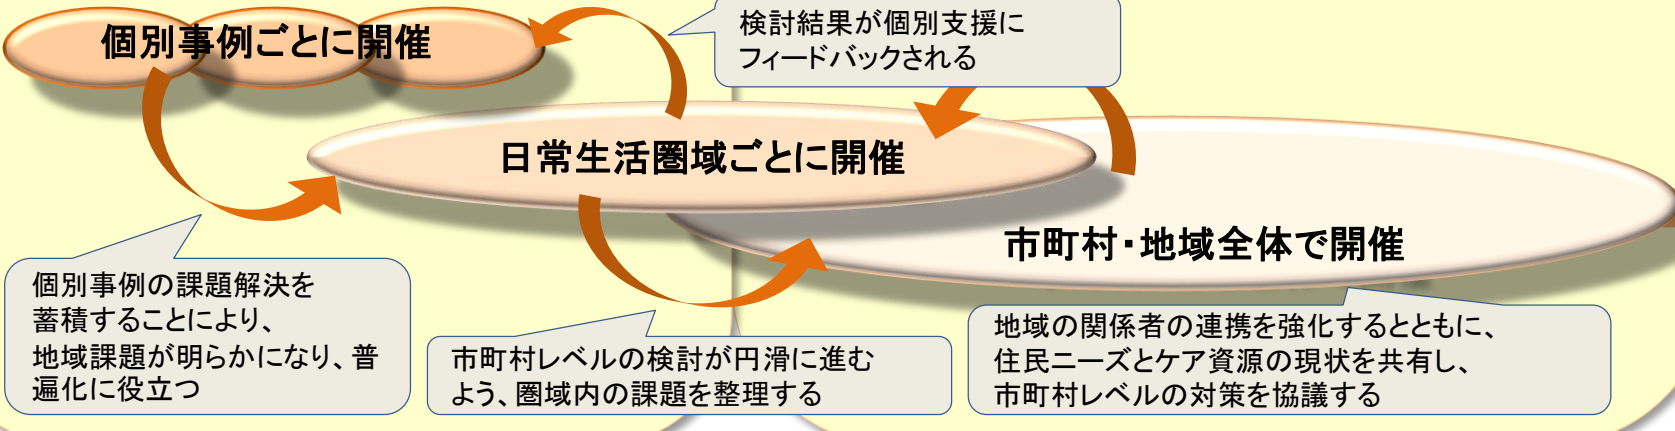 個別事例ごとに開催
検討結果が個別支援に
フィードバックされる
日常生活圏域ごとに開催
市町村・地域全体で開催
個別事例の課題解決を
蓄積することにより、
地域課題が明らかになり、普
遍化に役立つ
市町村レベルの検討が円滑に進む
よう、圏域内の課題を整理する
地域の関係者の連携を強化するとともに、
住民ニーズとケア資源の現状を共有し、
市町村レベルの対策を協議する